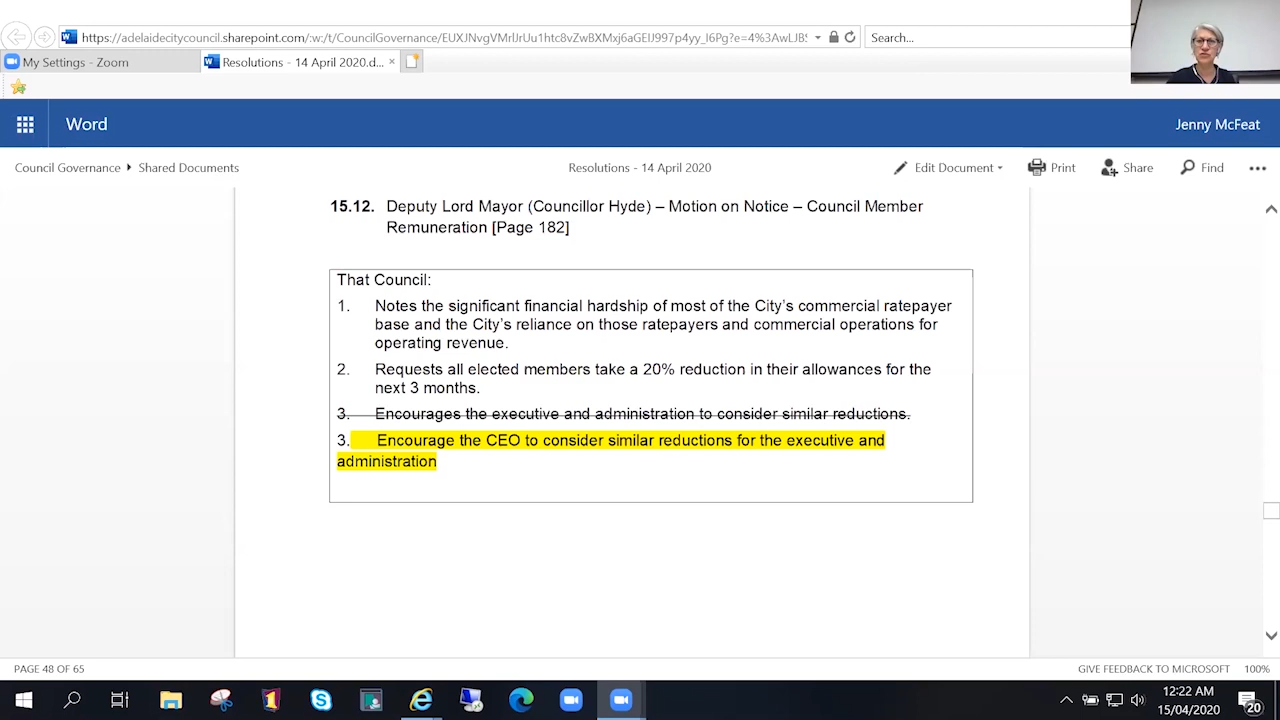 https://adelaidecitycouncil.sharepoint.com/:w:/t/CouncilGovernance/
Search...
My Settings - Zoom
Resolutions - 14 April 2020.d...
Word
Jenny McFeat
Council Governance Shared Documents
Resolutions - 14 April 2020
Edit Document
Print
Share
Find
15.12. Deputy Lord Mayor (Councillor Hyde) – Motion on Notice – Council Member
Remuneration [Page 182]
That Council:
1. Notes the significant financial hardship of most of the City's commercial ratepayer
base and the City's reliance on those ratepayers and commercial operations for
operating revenue.
2. Requests all elected members take a 20% reduction in their allowances for the
next 3 months.
3. Encourages the executive and administration to consider similar reductions.
3. Encourage the CEO to consider similar reductions for the executive and
administration
PAGE 48 OF 65
GIVE FEEDBACK TO MICROSOFT 100%
12:22 AM
15/04/2020
20